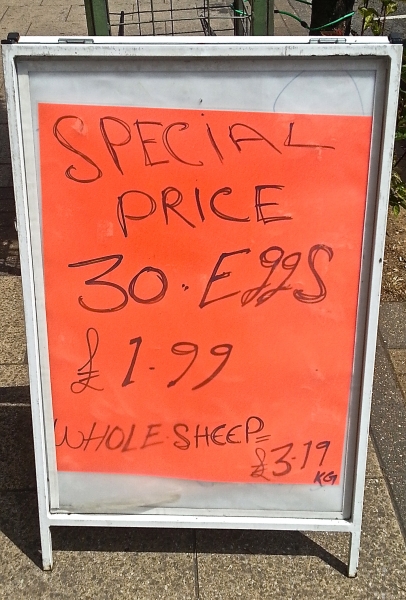 SPECIAL
PRICE
30. EggS
£1.99
WHOLE SHEEP=
£3.19
KG